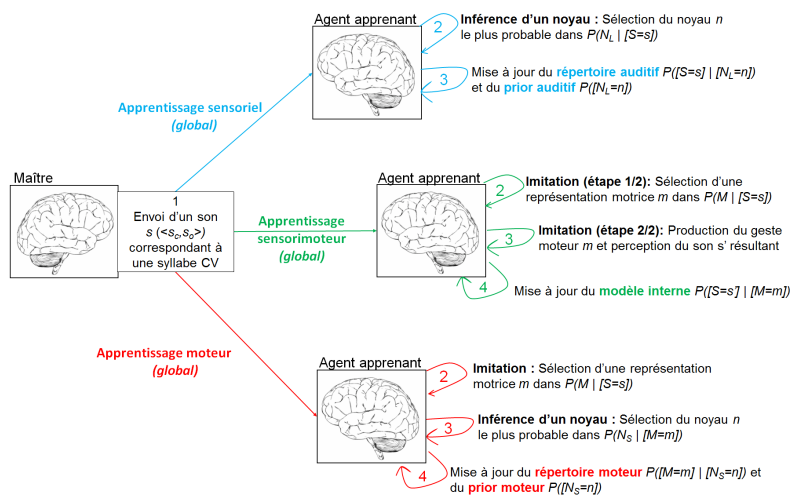 Agent apprenant
2
Inférence d'un noyau : Sélection du noyau n
le plus probable dans P(N_L | [S=s])
3
Mise à jour du répertoire auditif P([S=s] | [N_L=n])
et du prior auditif P([N_L=n])
Apprentissage sensoriel
(global)
Maître
1
Envoi d'un son
s (<s_c,s_o>)
correspondant à
une syllabe CV
Apprentissage
sensorimoteur
(global)
Agent apprenant
2
Imitation (étape 1/2): Sélection d'une
représentation motrice m dans P(M | [S=s])
3
Imitation (étape 2/2): Production du geste
moteur m et perception du son s' résultant
4
Mise à jour du modèle interne P([S=s'] | [M=m])
Apprentissage moteur
(global)
Agent apprenant
2
Imitation : Sélection d'une représentation
motrice m dans P(M | [S=s])
3
Inférence d'un noyau : Sélection du noyau n
le plus probable dans P(N_S | [M=m])
4
Mise à jour du répertoire moteur P([M=m] | [N_S=n]) et
du prior moteur P([N_S=n])